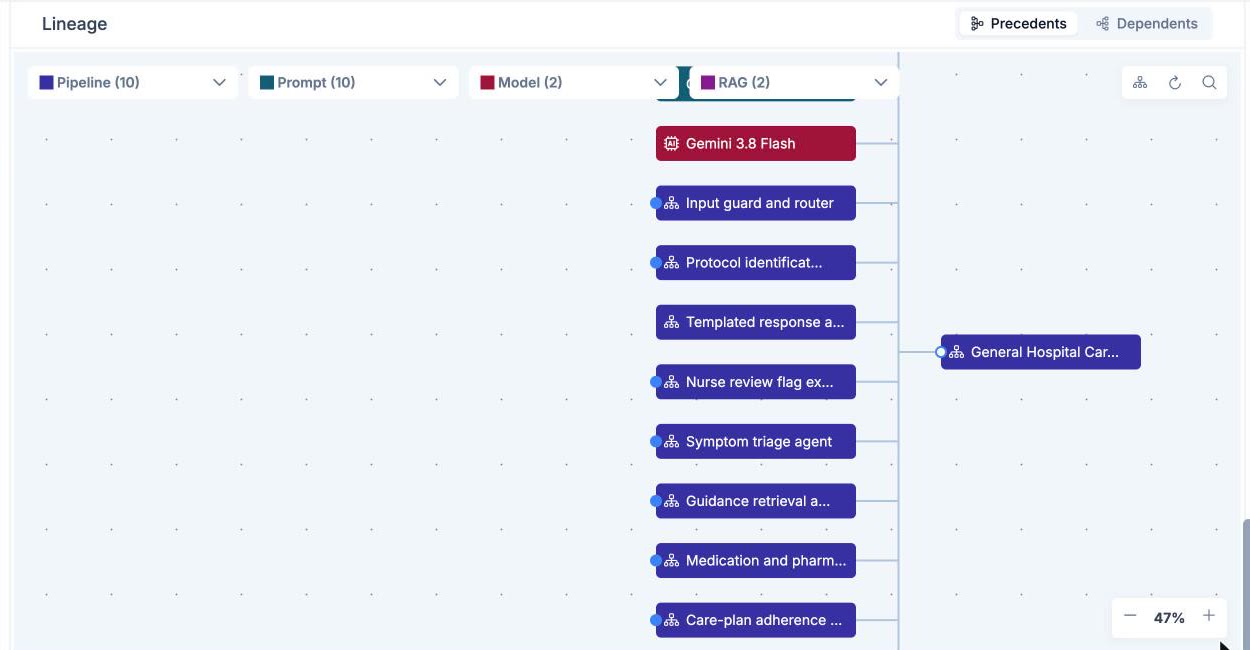 Lineage
Precedents
Dependents
Pipeline (10)
Prompt (10)
Model (2)
RAG (2)
Gemini 3.8 Flash
Input guard and router
Protocol identificat...
Templated response a...
General Hospital Car...
Nurse review flag ex...
Symptom triage agent
Guidance retrieval a...
Medication and pharm...
Care-plan adherence ...
47%